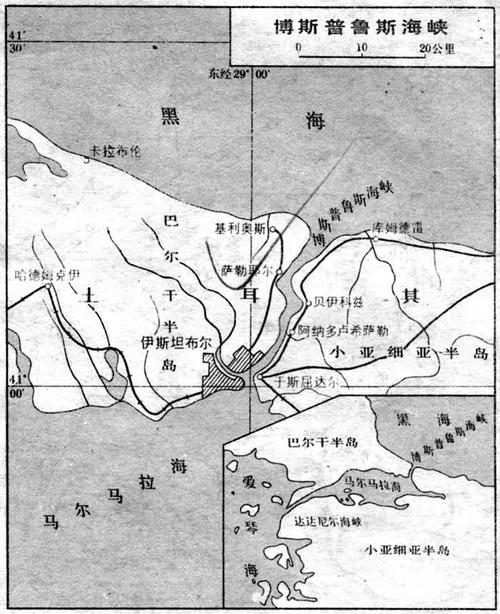 博斯普鲁斯海峡
0 10 20公里
41°
30′
东经29°00′
黑海
卡拉布伦
博斯普鲁斯海峡
基利奥斯
库姆德雷
巴尔干半岛
萨勒耶尔
哈德姆克伊
土耳其
贝伊科兹
伊斯坦布尔
阿纳多卢希萨勒
小亚细亚半岛
41°
00′
于斯屈达尔
马尔马拉海
黑海
博斯普鲁斯海峡
巴尔干半岛
爱琴海
马尔马拉海
达达尼尔海峡
小亚细亚半岛